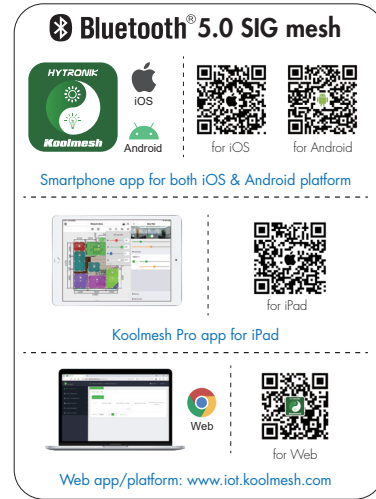 Bluetooth® 5.0 SIG mesh
HYTRONIK
Koolmesh
iOS
Android
for iOS
for Android
Smartphone app for both iOS & Android platform
for iPad
Koolmesh Pro app for iPad
Web
for Web
Web app/platform: www.iot.koolmesh.com